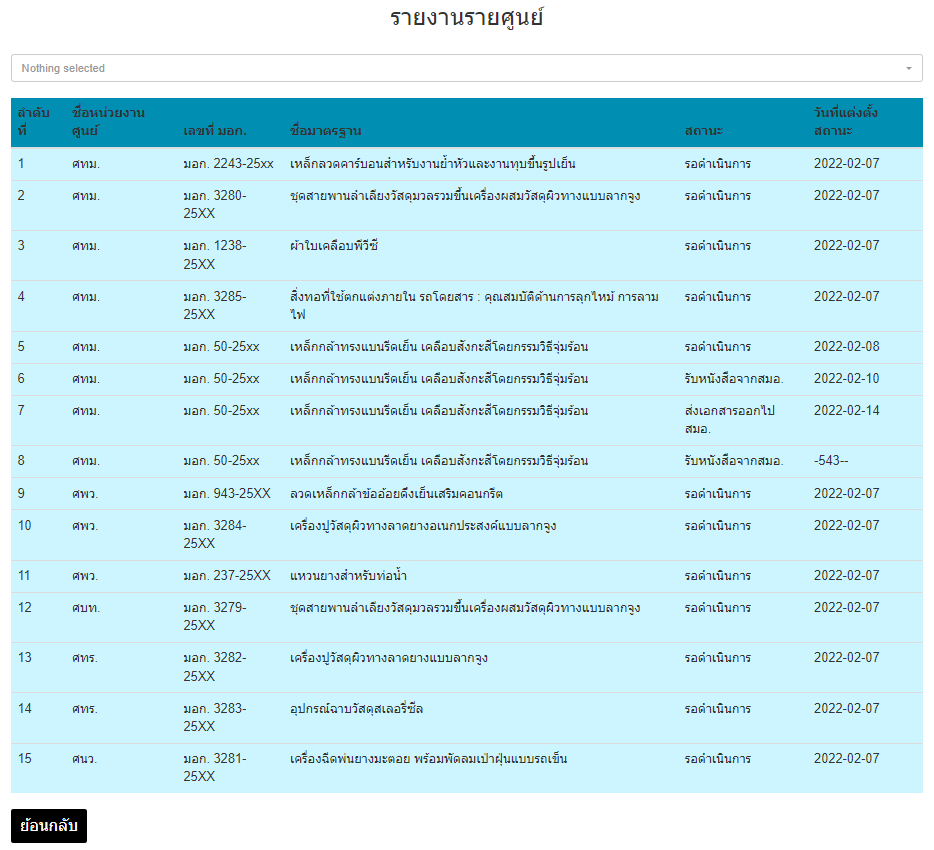 รายงานรายศูนย์
Nothing selected
ลำดับที่ ชื่อหน่วยงานศูนย์ เลขที่ มอก. ชื่อมาตรฐาน สถานะ วันที่แต่งตั้งสถานะ
1 ศทม. มอก. 2243-25xx เหล็กลวดคาร์บอนสำหรับงานย้ำหัวและงานทุบขึ้นรูปเย็น รอดำเนินการ 2022-02-07
2 ศทม. มอก. 3280-25XX ชุดสายพานลำเลียงวัสดุมวลรวมขึ้นเครื่องผสมวัสดุผิวทางแบบลากจูง รอดำเนินการ 2022-02-07
3 ศทม. มอก. 1238-25XX ผ้าใบเคลือบพีวีซี รอดำเนินการ 2022-02-07
4 ศทม. มอก. 3285-25XX สิ่งทอที่ใช้ตกแต่งภายใน รถโดยสาร : คุณสมบัติด้านการลุกไหม้ การลามไฟ รอดำเนินการ 2022-02-07
5 ศทม. มอก. 50-25xx เหล็กกล้าทรงแบนรีดเย็น เคลือบสังกะสีโดยกรรมวิธีจุ่มร้อน รอดำเนินการ 2022-02-08
6 ศทม. มอก. 50-25xx เหล็กกล้าทรงแบนรีดเย็น เคลือบสังกะสีโดยกรรมวิธีจุ่มร้อน รับหนังสือจากสมอ. 2022-02-10
7 ศทม. มอก. 50-25xx เหล็กกล้าทรงแบนรีดเย็น เคลือบสังกะสีโดยกรรมวิธีจุ่มร้อน ส่งเอกสารออกไป สมอ. 2022-02-14
8 ศทม. มอก. 50-25xx เหล็กกล้าทรงแบนรีดเย็น เคลือบสังกะสีโดยกรรมวิธีจุ่มร้อน รับหนังสือจากสมอ. -543--
9 ศพว. มอก. 943-25XX ลวดเหล็กกล้าข้ออ้อยดึงเย็นเสริมคอนกรีต รอดำเนินการ 2022-02-07
10 ศพว. มอก. 3284-25XX เครื่องปูวัสดุผิวทางลาดยางอเนกประสงค์แบบลากจูง รอดำเนินการ 2022-02-07
11 ศพว. มอก. 237-25XX แหวนยางสำหรับท่อน้ำ รอดำเนินการ 2022-02-07
12 ศบท. มอก. 3279-25XX ชุดสายพานลำเลียงวัสดุมวลรวมขึ้นเครื่องผสมวัสดุผิวทางแบบลากจูง รอดำเนินการ 2022-02-07
13 ศทร. มอก. 3282-25XX เครื่องปูวัสดุผิวทางลาดยางแบบลากจูง รอดำเนินการ 2022-02-07
14 ศทร. มอก. 3283-25XX อุปกรณ์ฉาบวัสดุสเลอรี่ซีล รอดำเนินการ 2022-02-07
15 ศนว. มอก. 3281-25XX เครื่องฉีดพ่นยางมะตอย พร้อมพัดลมเป่าฝุ่นแบบรถเข็น รอดำเนินการ 2022-02-07
ย้อนกลับ